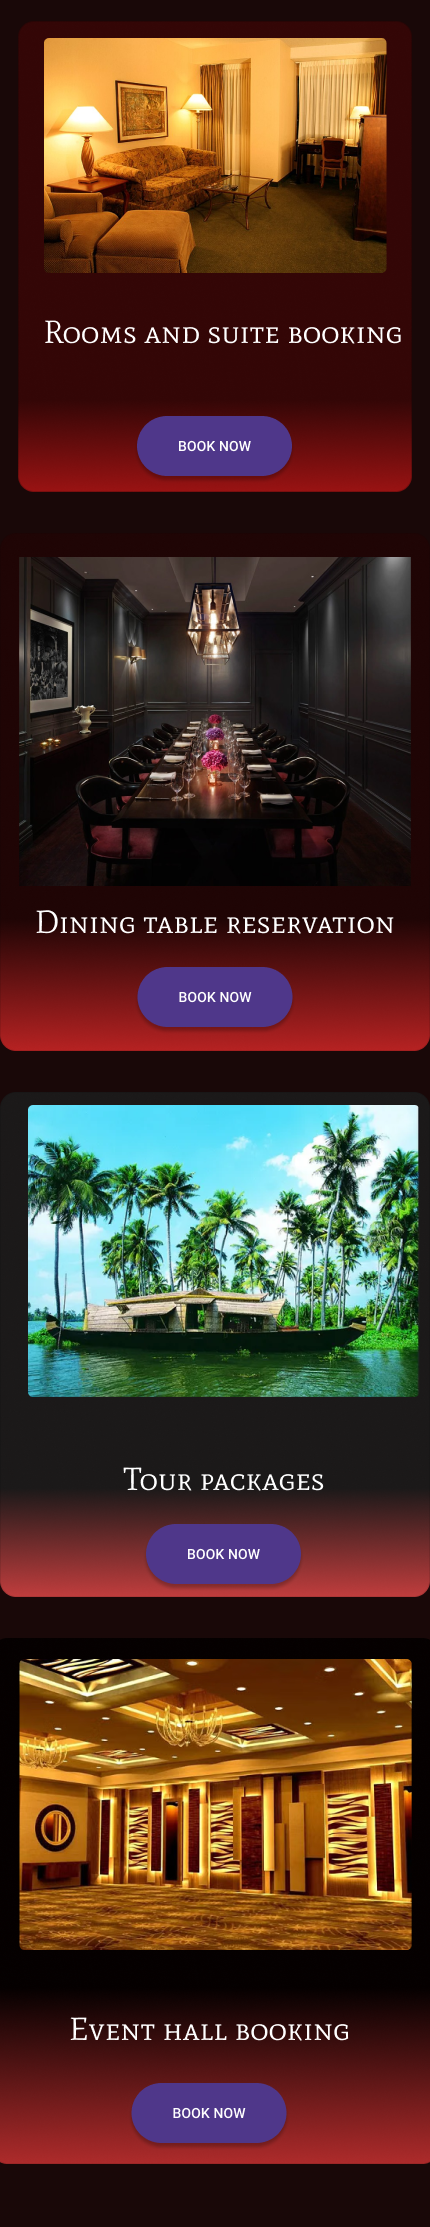 Rooms and suite booking
BOOK NOW
Dining table reservation
BOOK NOW
Tour packages
BOOK NOW
Event hall booking
BOOK NOW